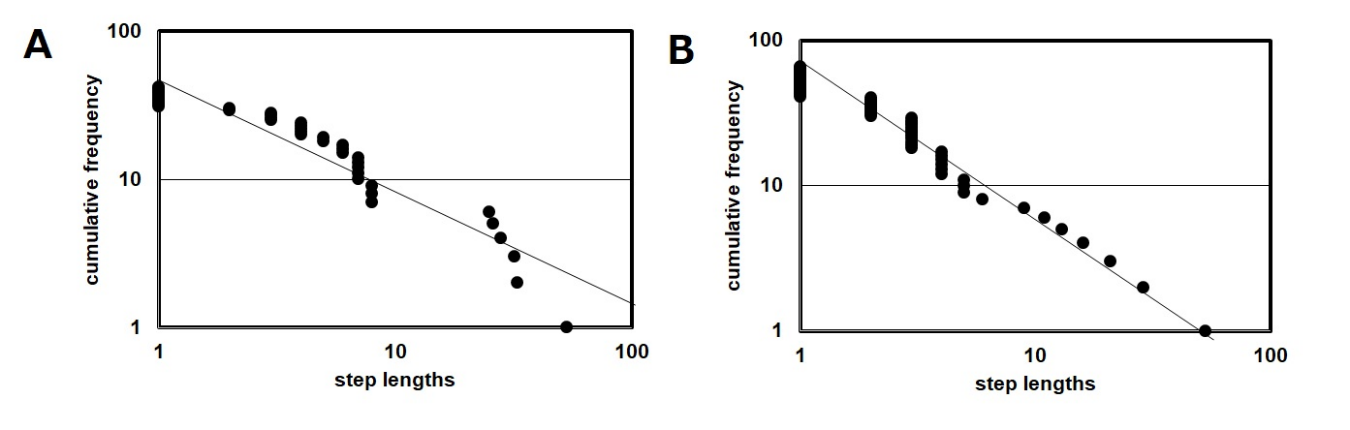 A
100
10
1
cumulative frequency
1 10 100
step lengths
B
100
10
1
cumulative frequency
1 10 100
step lengths